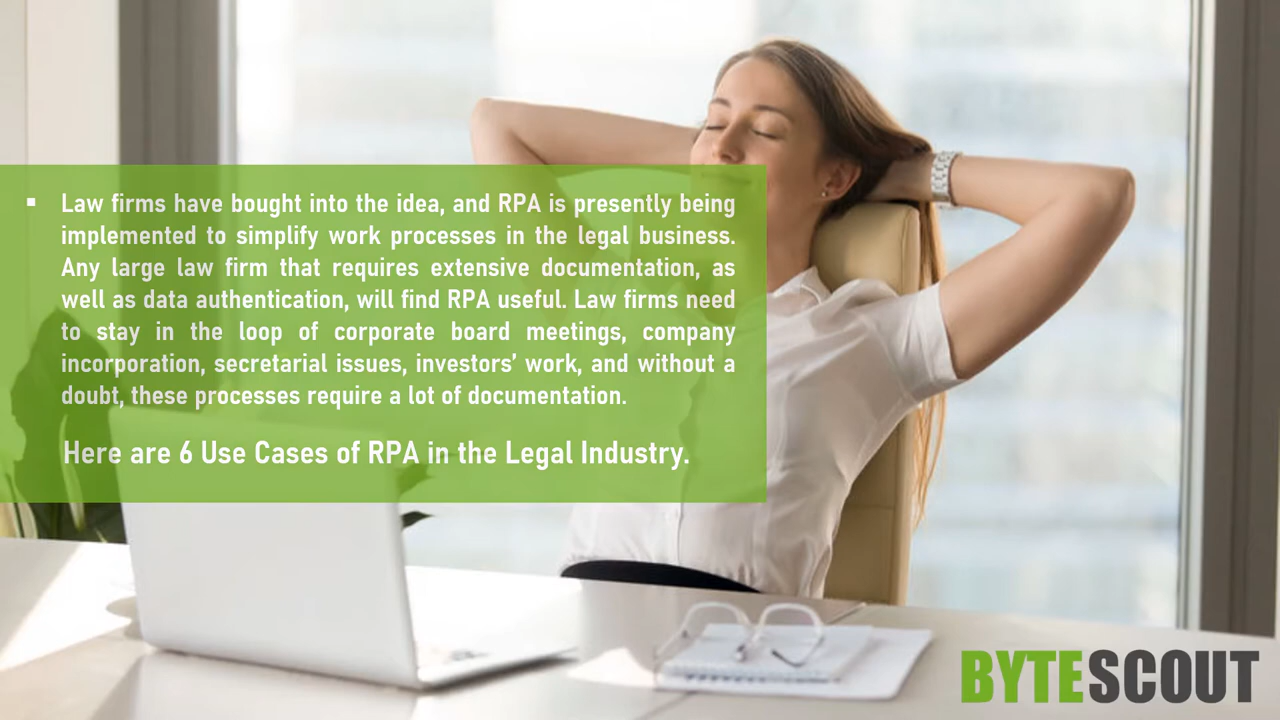 ▪ Law firms have bought into the idea, and RPA is presently being
implemented to simplify work processes in the legal business.
Any large law firm that requires extensive documentation, as
well as data authentication, will find RPA useful. Law firms need
to stay in the loop of corporate board meetings, company
incorporation, secretarial issues, investors’ work, and without a
doubt, these processes require a lot of documentation.
Here are 6 Use Cases of RPA in the Legal Industry.
BYTESCOUT